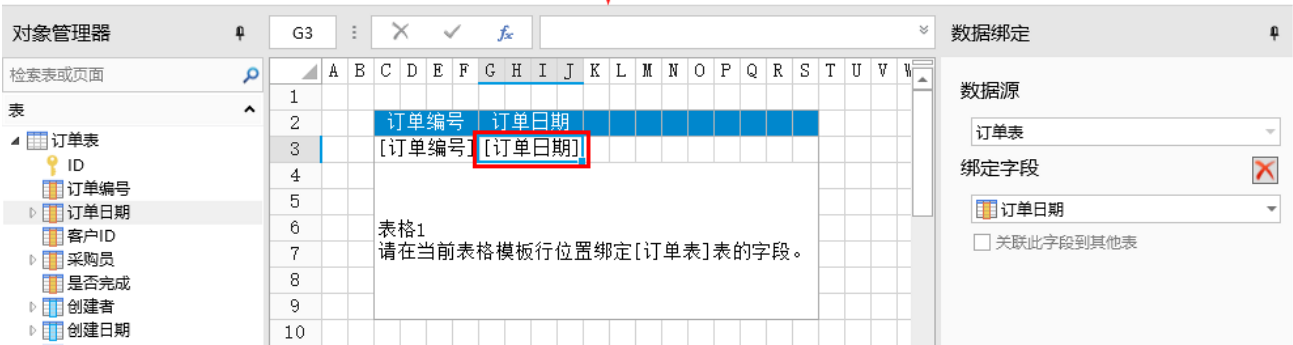 对象管理器
G3
fx
数据绑定
检索表或页面
A B C D E F G H I J K L M N O P Q R S T U V
表
1
数据源
订单表
2
订单编号 订单日期
订单表
ID
3
[订单编号] [订单日期]
绑定字段
订单编号
4
订单日期
5
订单日期
客户ID
6
表格1
关联此字段到其他表
采购员
7
请在当前表格模板行位置绑定[订单表]表的字段。
是否完成
8
创建者
9
创建日期
10